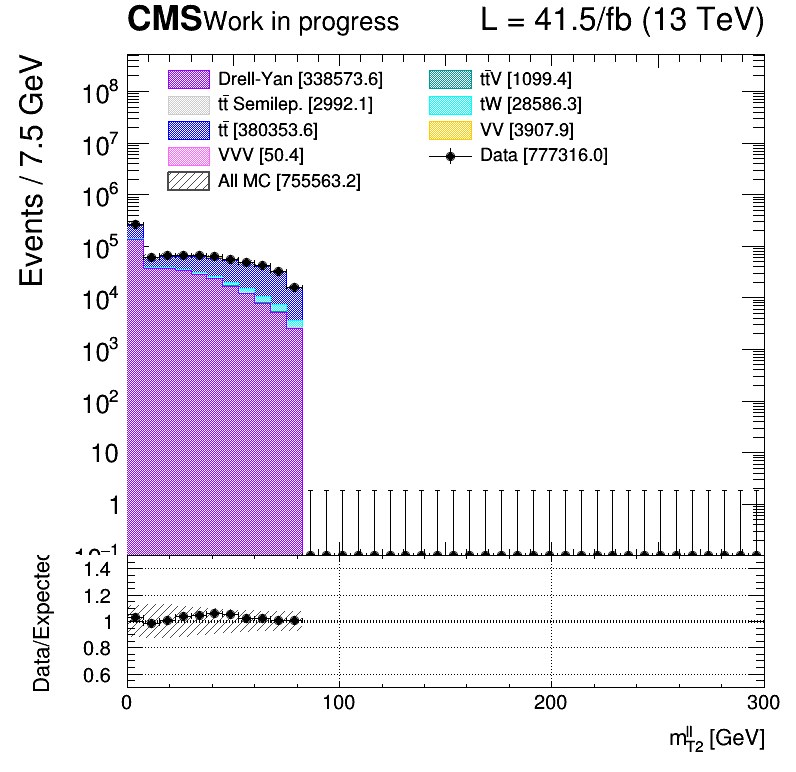 CMS Work in progress L = 41.5/fb (13 TeV)
Events / 7.5 GeV
Drell-Yan [338573.6]
tt̄ Semilep. [2992.1]
tt̄ [380353.6]
VVV [50.4]
All MC [755563.2]
tt̄V [1099.4]
tW [28586.3]
VV [3907.9]
Data [777316.0]
10⁸
10⁷
10⁶
10⁵
10⁴
10³
10²
10
1
10⁻¹
Data/Expected
1.4
1.2
1
0.8
0.6
0 100 200 300
m_T2^ll [GeV]